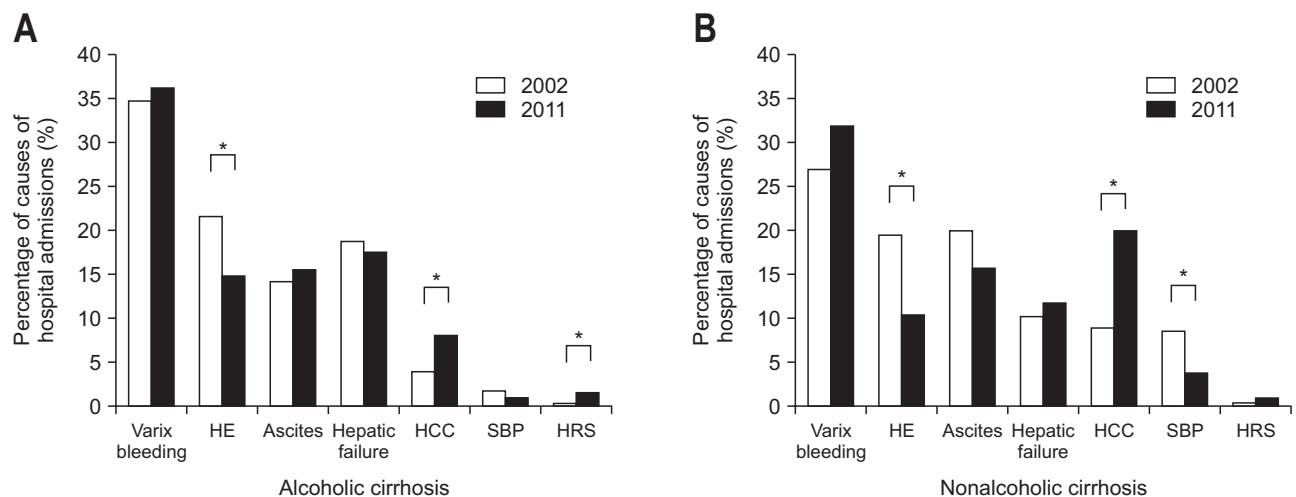 A
Percentage of causes of
hospital admissions (%)
40
35
30
25
20
15
10
5
0
2002
2011
*
*
*
Varix
bleeding
HE
Ascites
Hepatic
failure
HCC
SBP
HRS
Alcoholic cirrhosis
B
Percentage of causes of
hospital admissions (%)
40
35
30
25
20
15
10
5
0
2002
2011
*
*
*
Varix
bleeding
HE
Ascites
Hepatic
failure
HCC
SBP
HRS
Nonalcoholic cirrhosis